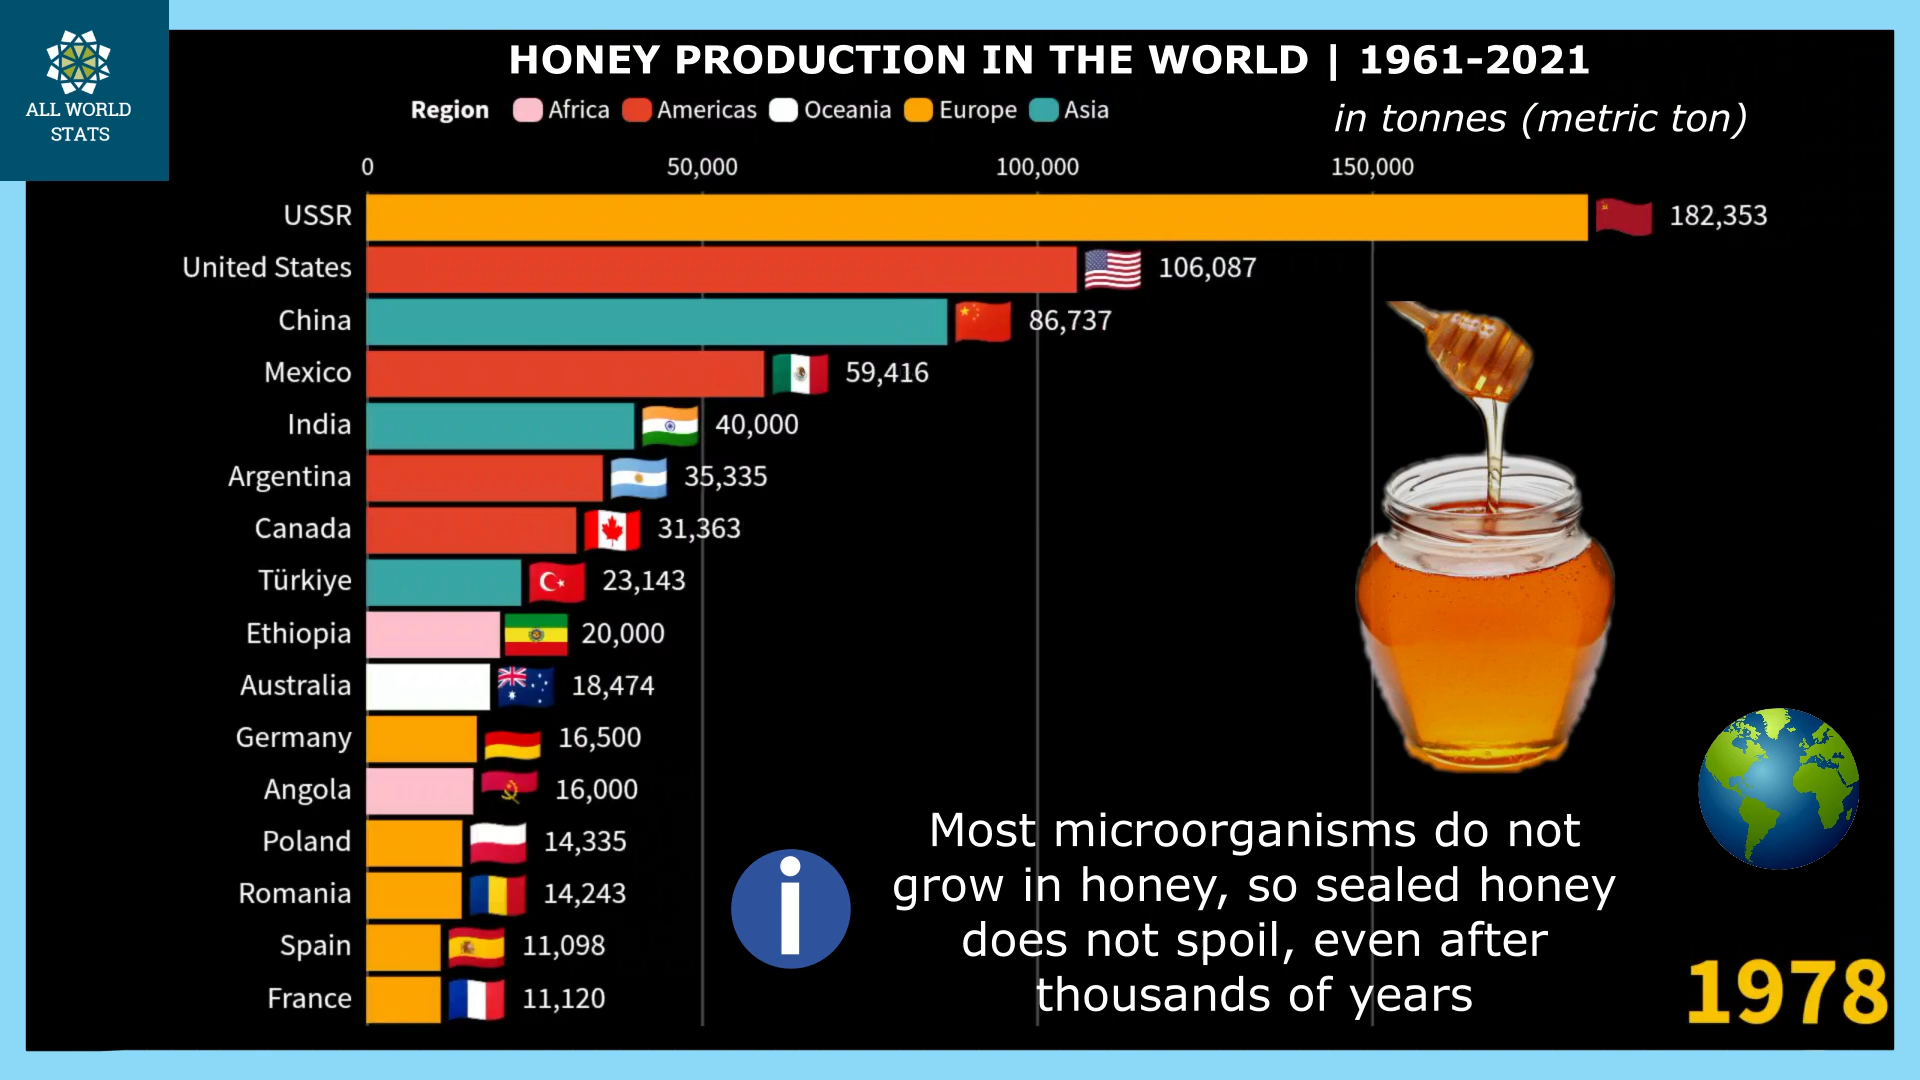 ALL WORLD
STATS
HONEY PRODUCTION IN THE WORLD | 1961-2021
Region Africa Americas Oceania Europe Asia
in tonnes (metric ton)
0 50,000 100,000 150,000
USSR 182,353
United States 106,087
China 86,737
Mexico 59,416
India 40,000
Argentina 35,335
Canada 31,363
Türkiye 23,143
Ethiopia 20,000
Australia 18,474
Germany 16,500
Angola 16,000
Poland 14,335
Romania 14,243
Spain 11,098
France 11,120
i
Most microorganisms do not
grow in honey, so sealed honey
does not spoil, even after
thousands of years
1978